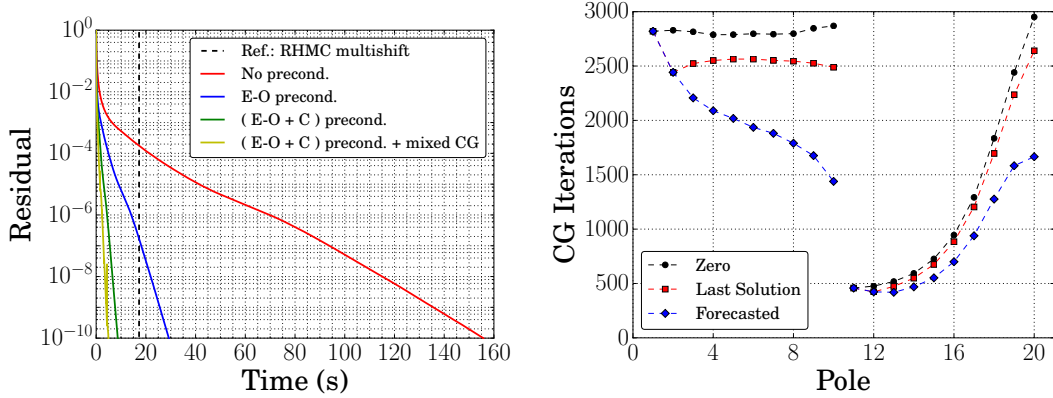 10^0
10^-2
10^-4
10^-6
10^-8
10^-10
Residual
0 20 40 60 80 100 120 140 160
Time (s)
Ref.: RHMC multishift
No precond.
E-O precond.
( E-O + C ) precond.
( E-O + C ) precond. + mixed CG
3000
2500
2000
1500
1000
500
0
CG Iterations
0 4 8 12 16 20
Pole
Zero
Last Solution
Forecasted